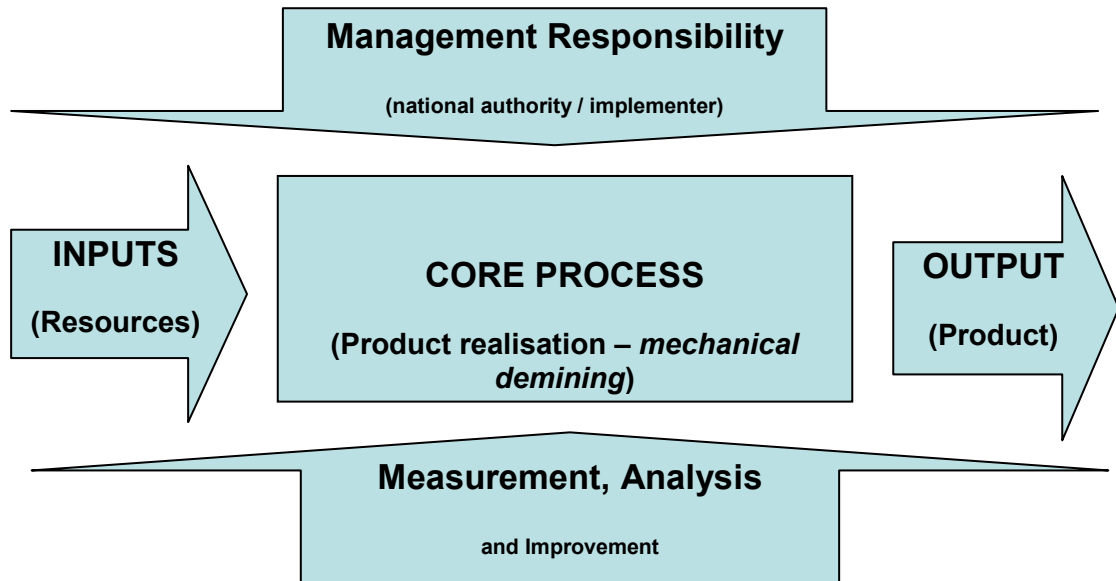 Management Responsibility
(national authority / implementer)
INPUTS
(Resources)
CORE PROCESS
(Product realisation – mechanical
demining)
OUTPUT
(Product)
Measurement, Analysis
and Improvement